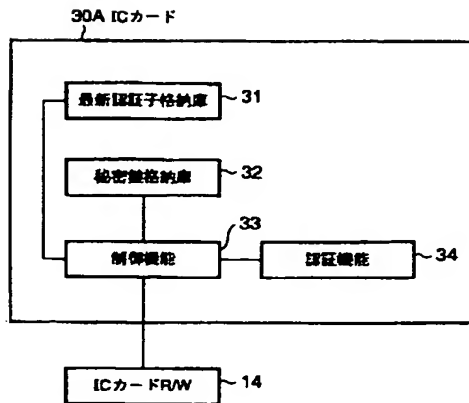 30A ICカード
最新認証子格納庫
31
秘密鍵格納庫
32
33
制御機能
認証機能
34
ICカードR/W
14